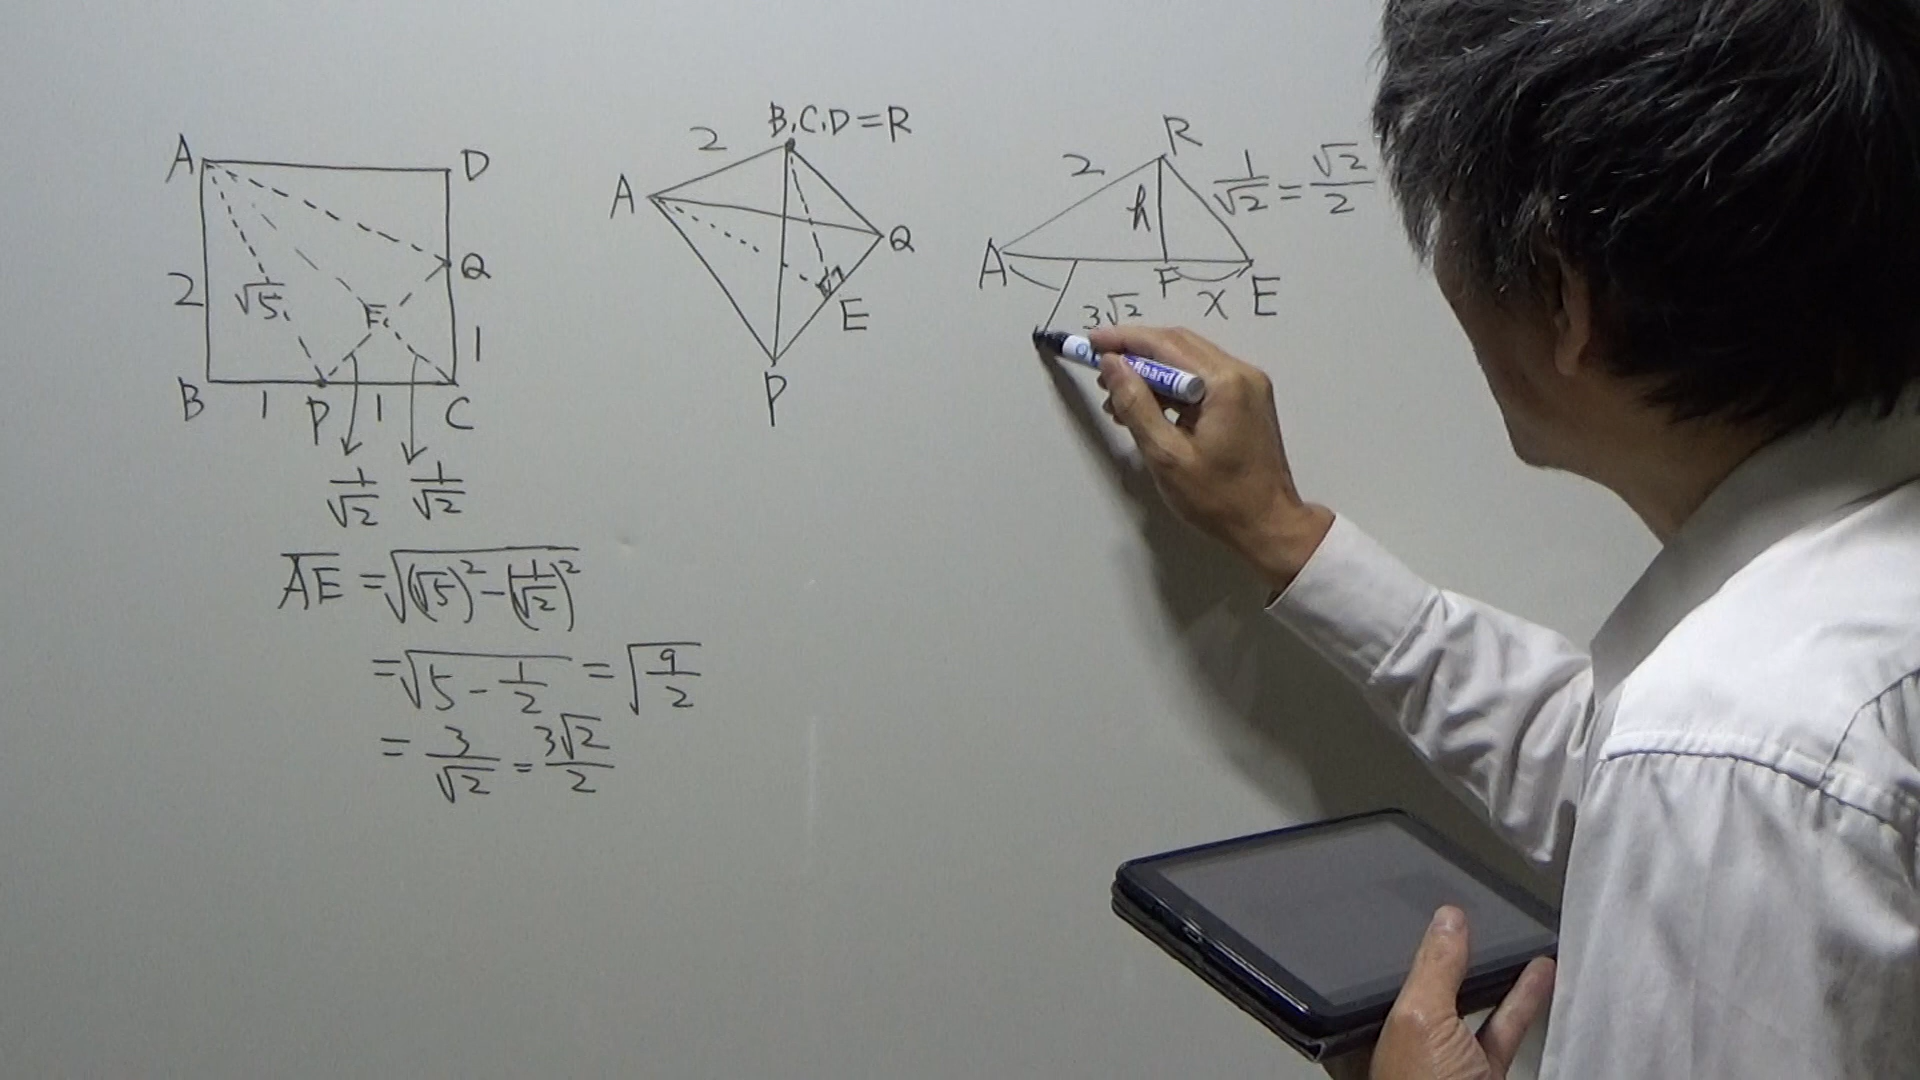 A D
2 √5 E Q
1
B 1 P 1 C
1/√2 1/√2
AE = √((√5)² - (1/√2)²)
= √(5 - 1/2) = √(9/2)
= 3/√2 = 3√2/2
B, C, D = R
2
A
Q
E
P
R
2 h 1/√2 = √2/2
A F x E
3√2
Board